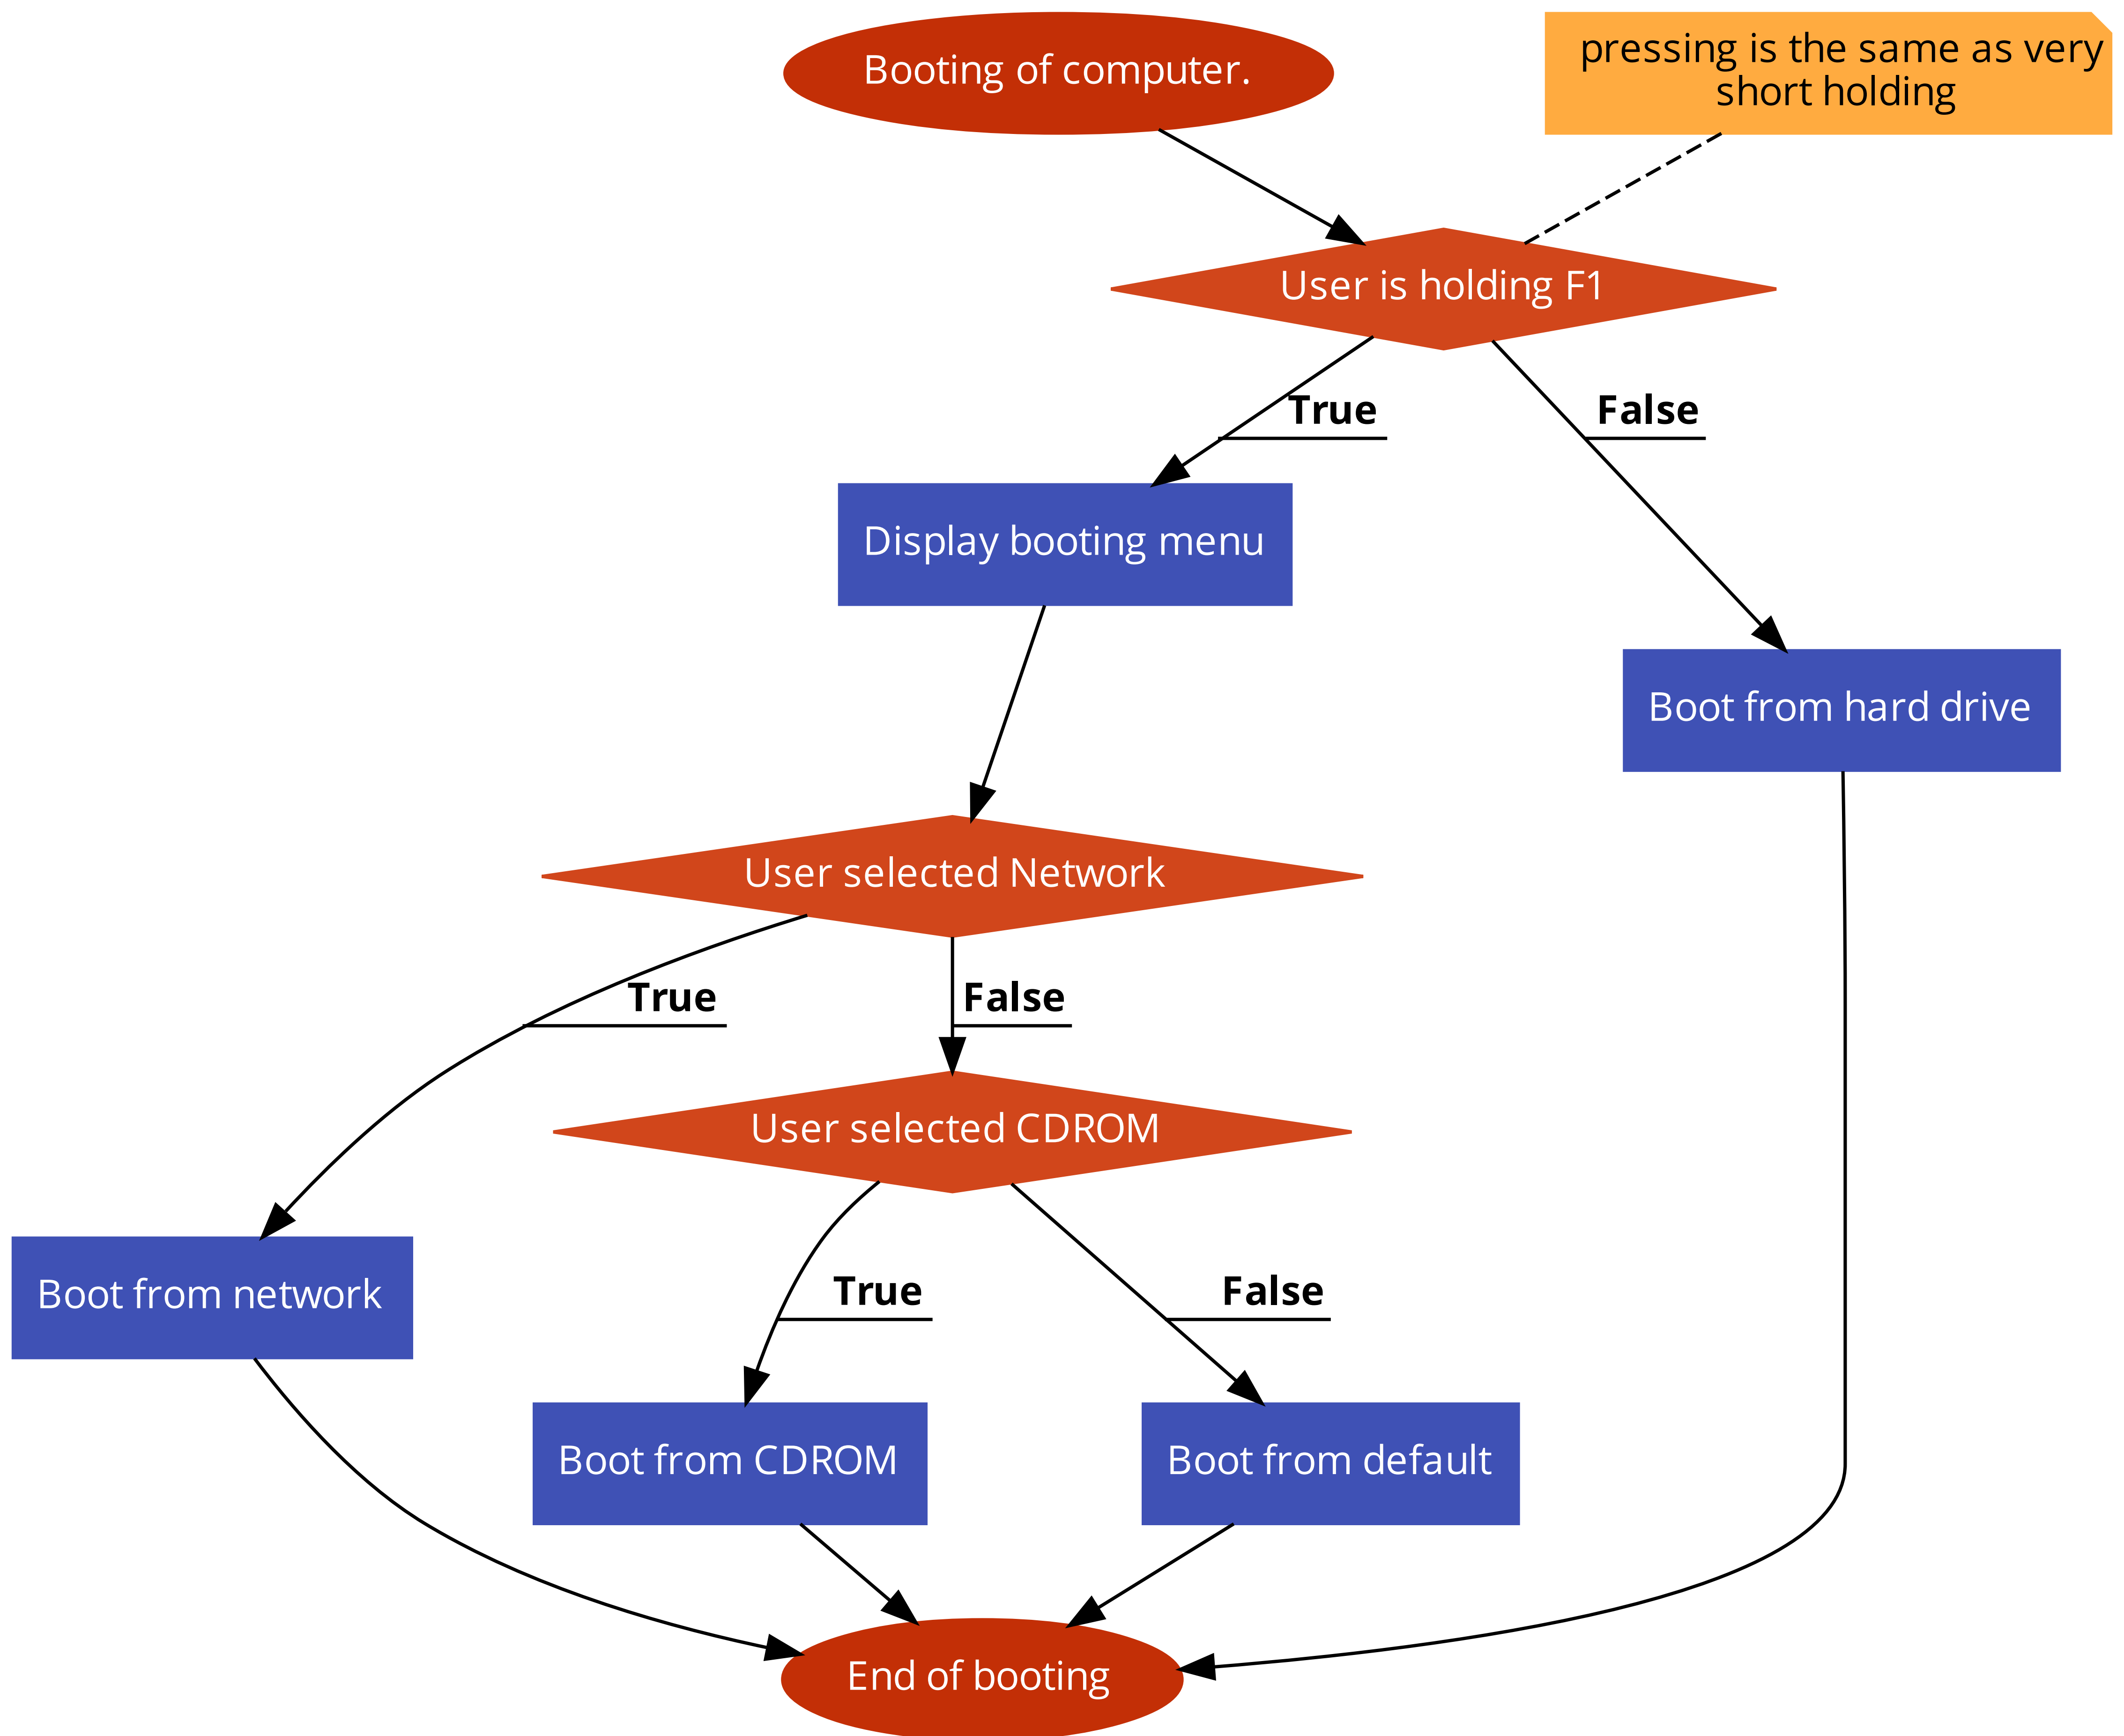 Booting of computer.
pressing is the same as very
short holding
User is holding F1
True
False
Display booting menu
Boot from hard drive
User selected Network
True
False
User selected CDROM
Boot from network
True
False
Boot from CDROM
Boot from default
End of booting